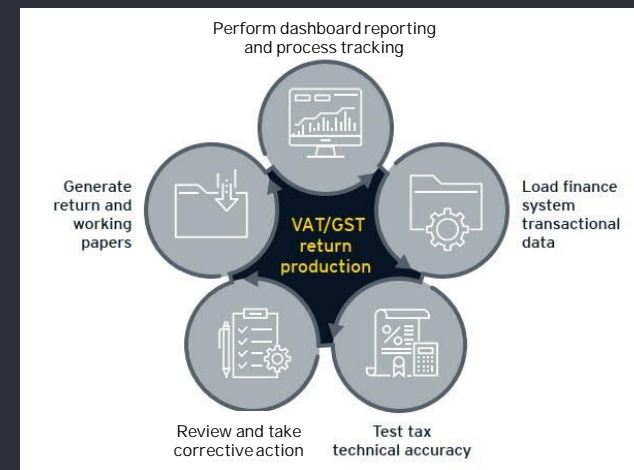 Perform dashboard reporting
and process tracking
Generate
return and
working
papers
VAT/GST
return
production
Load finance
system
transactional
data
Review and take
corrective action
Test tax
technical accuracy